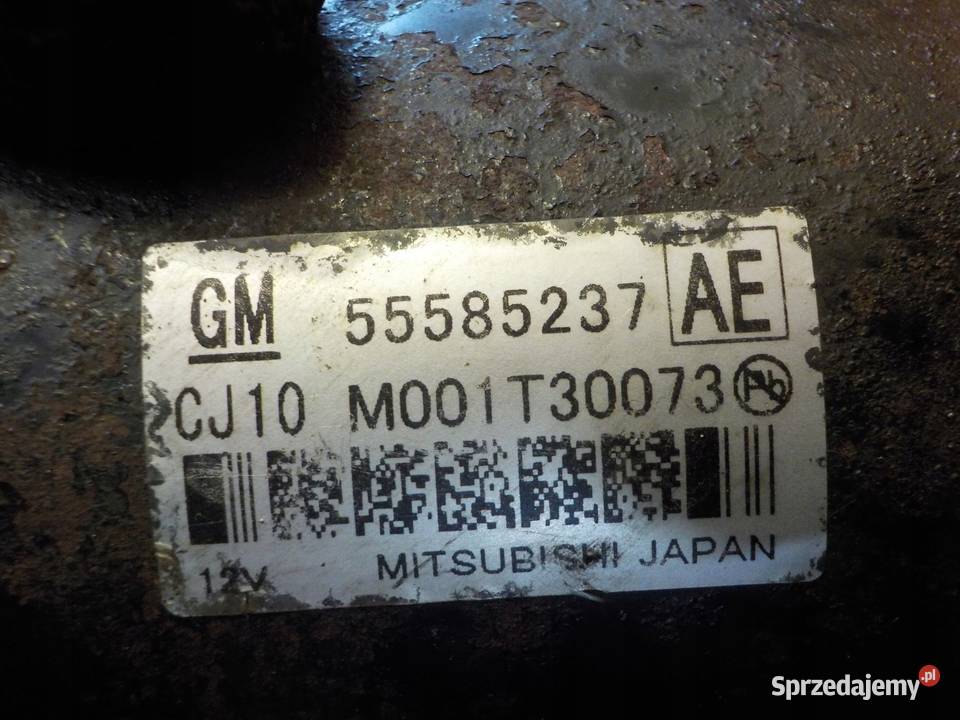 GM 55585237 AE
CJ10 M001T30073 Pb
12V MITSUBISHI JAPAN
Sprzedajemy.pl